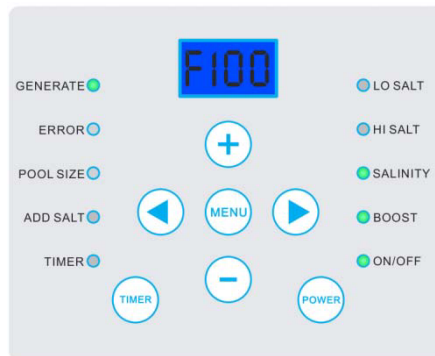 F100
GENERATE
ERROR
POOL SIZE
ADD SALT
TIMER
LO SALT
HI SALT
SALINITY
BOOST
ON/OFF
+
MENU
−
TIMER
POWER